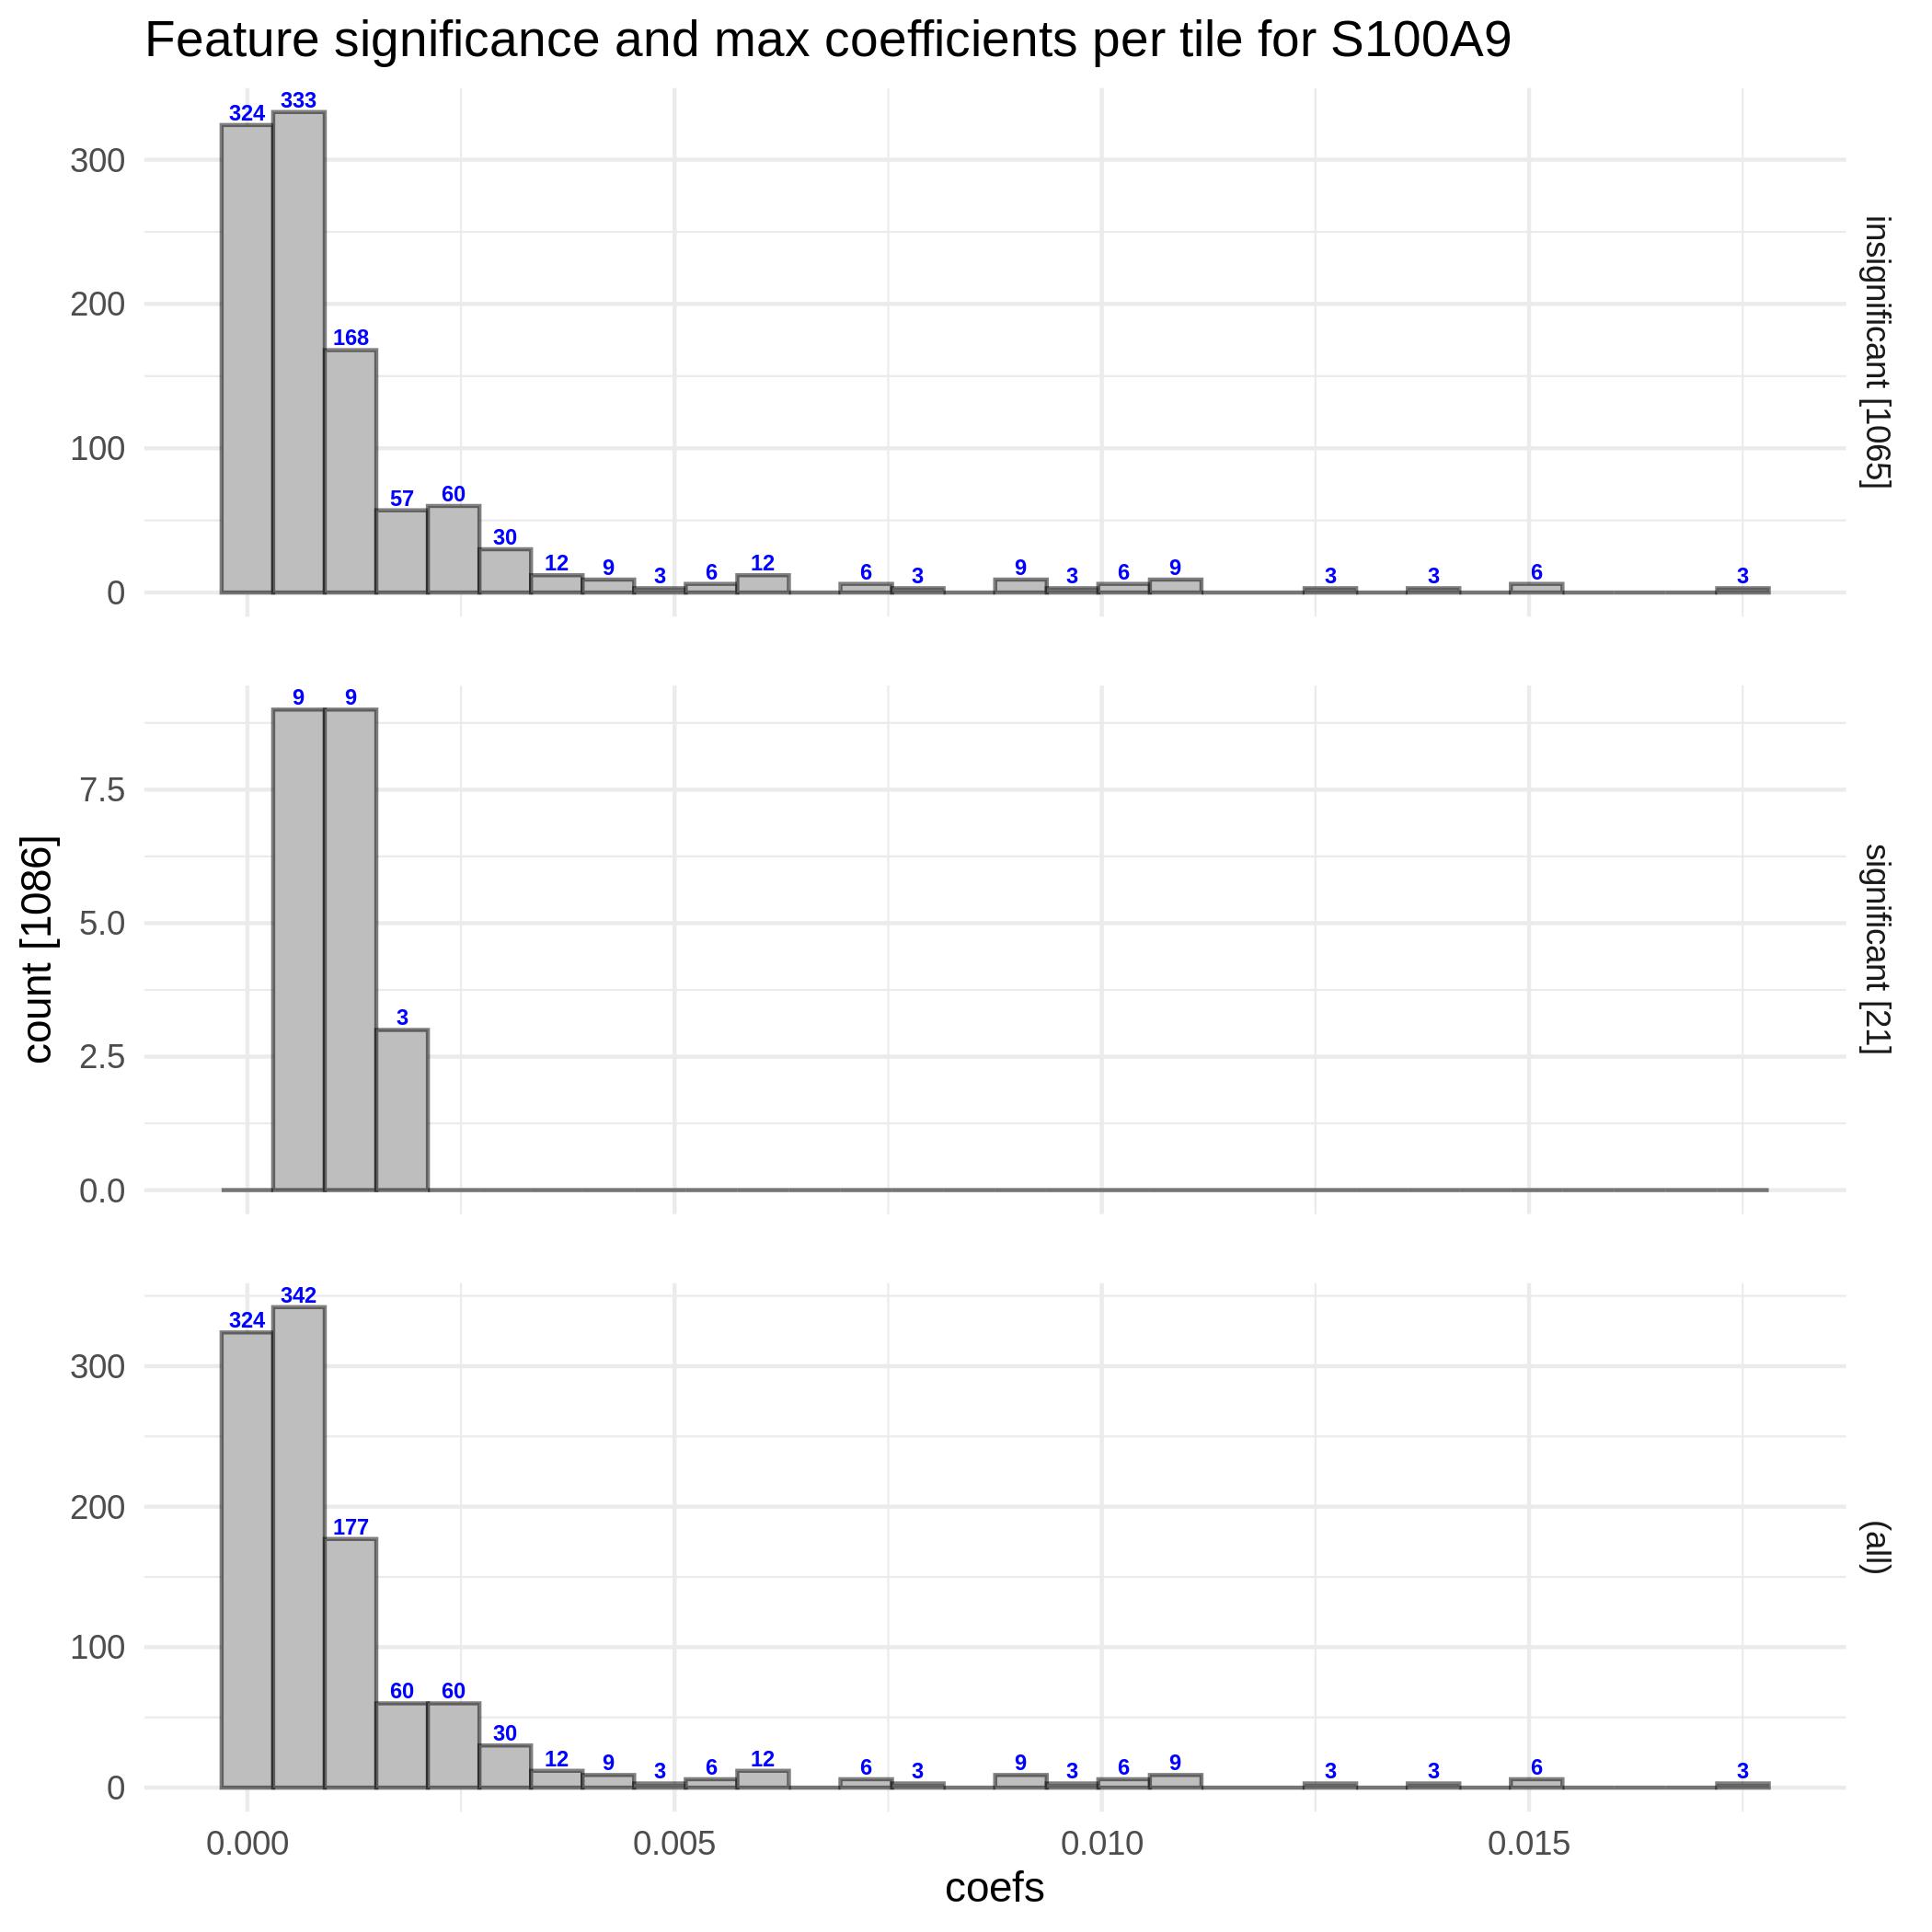 Feature significance and max coefficients per tile for S100A9
324 333 168 57 60 30 12 9 3 6 12 6 3 9 3 6 9 3 3 6 3
300
200
100
0
insignificant [1065]
9 9 3
7.5
5.0
2.5
0.0
significant [21]
count [1086]
324 342 177 60 60 30 12 9 3 6 12 6 3 9 3 6 9 3 3 6 3
300
200
100
0
(all)
0.000 0.005 0.010 0.015
coefs